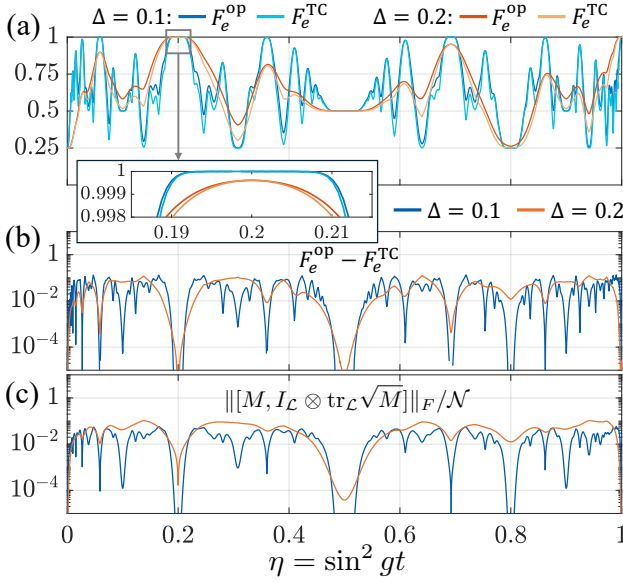 Δ = 0.1: F_e^op F_e^TC Δ = 0.2: F_e^op F_e^TC
(a)
1
0.75
0.5
0.25
1
0.999
0.998
0.19 0.2 0.21
Δ = 0.1 Δ = 0.2
(b)
F_e^op − F_e^TC
10^-2
10^-4
(c)
‖[M, I_ℒ ⊗ tr_ℒ √M]‖_F/𝒩
10^-2
10^-4
0 0.2 0.4 0.6 0.8 1
η = sin² gt